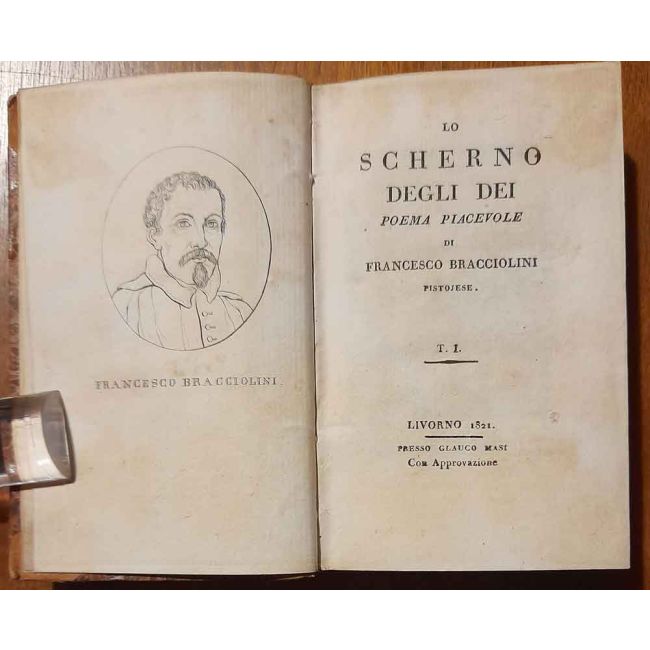 FRANCESCO BRACCIOLINI.
LO
SCHERNO
DEGLI DEI
POEMA PIACEVOLE
DI
FRANCESCO BRACCIOLINI
PISTOJESE.
T. I.
LIVORNO 1821.
PRESSO GLAUCO MASI
Con Approvazione